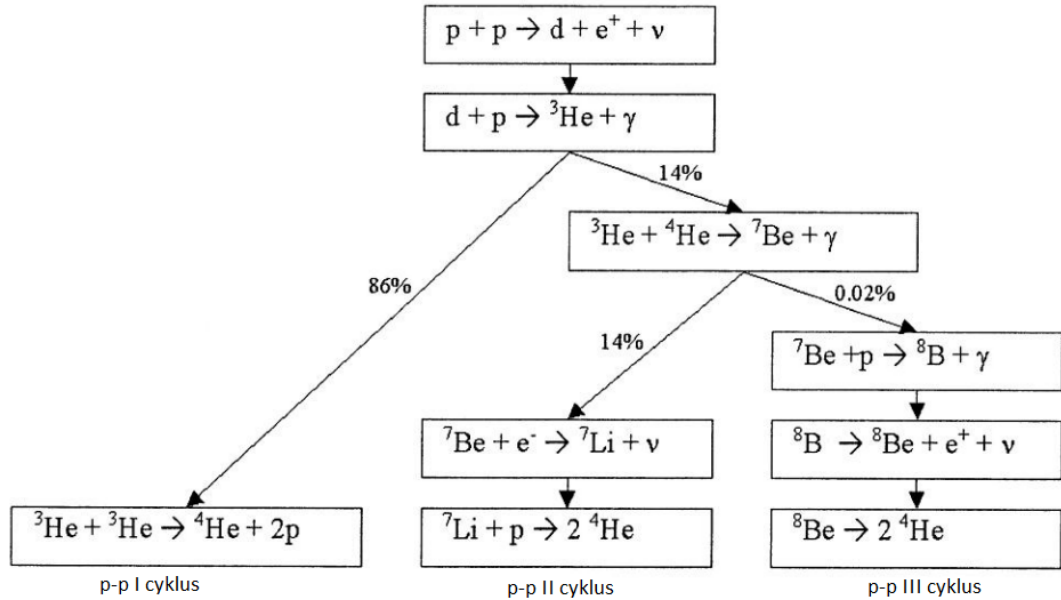 p + p → d + e⁺ + ν
d + p → ³He + γ
14%
³He + ⁴He → ⁷Be + γ
86%
0.02%
14%
⁷Be +p → ⁸B + γ
⁷Be + e⁻ → ⁷Li + ν
⁸B → ⁸Be + e⁺ + ν
³He + ³He → ⁴He + 2p
⁷Li + p → 2 ⁴He
⁸Be → 2 ⁴He
p-p I cyklus
p-p II cyklus
p-p III cyklus